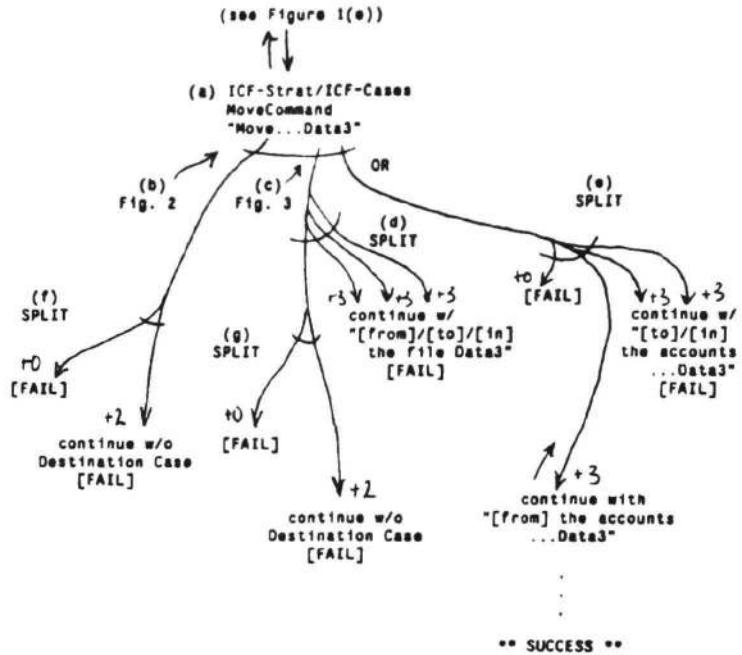 (see Figure 1(e))
(a) ICF-Strat/ICF-Cases
MoveCommand
"Move...Data3"
OR
(b)
Fig. 2
(c)
Fig. 3
(d)
SPLIT
(e)
SPLIT
+3
+3
+3
continue w/
"[from]/[to]/[in]
the file Data3"
[FAIL]
+0
[FAIL]
+3
+3
continue w/
"[to]/[in]
the accounts
...Data3"
[FAIL]
(f)
SPLIT
+0
[FAIL]
+2
continue w/o
Destination Case
[FAIL]
(g)
SPLIT
+0
[FAIL]
+2
continue w/o
Destination Case
[FAIL]
+3
continue with
"[from] the accounts
...Data3"
.
.
.
** SUCCESS **